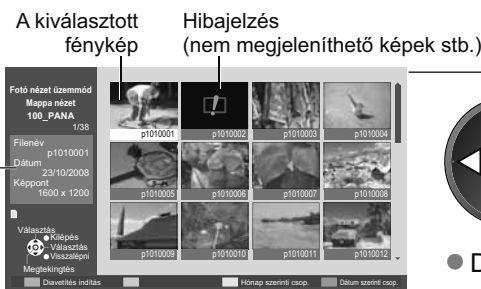 A kiválasztott
fénykép
Hibajelzés
(nem megjeleníthető képek stb.)
Fotó nézet üzemmód
Mappa nézet
100_PANA
1/38
Filenév
p1010001
Dátum
23/10/2008
Képpont
1600 x 1200
Választás
Kilépés
Választás
Visszalépni
Megtekingtés
p1010001
p1010002
p1010003
p1010004
p1010005
p1010006
p1010007
p1010008
p1010009
p1010010
p1010011
p1010012
Diavetítés indítás
Hónap szerinti csop.
Dátum szerinti csop.